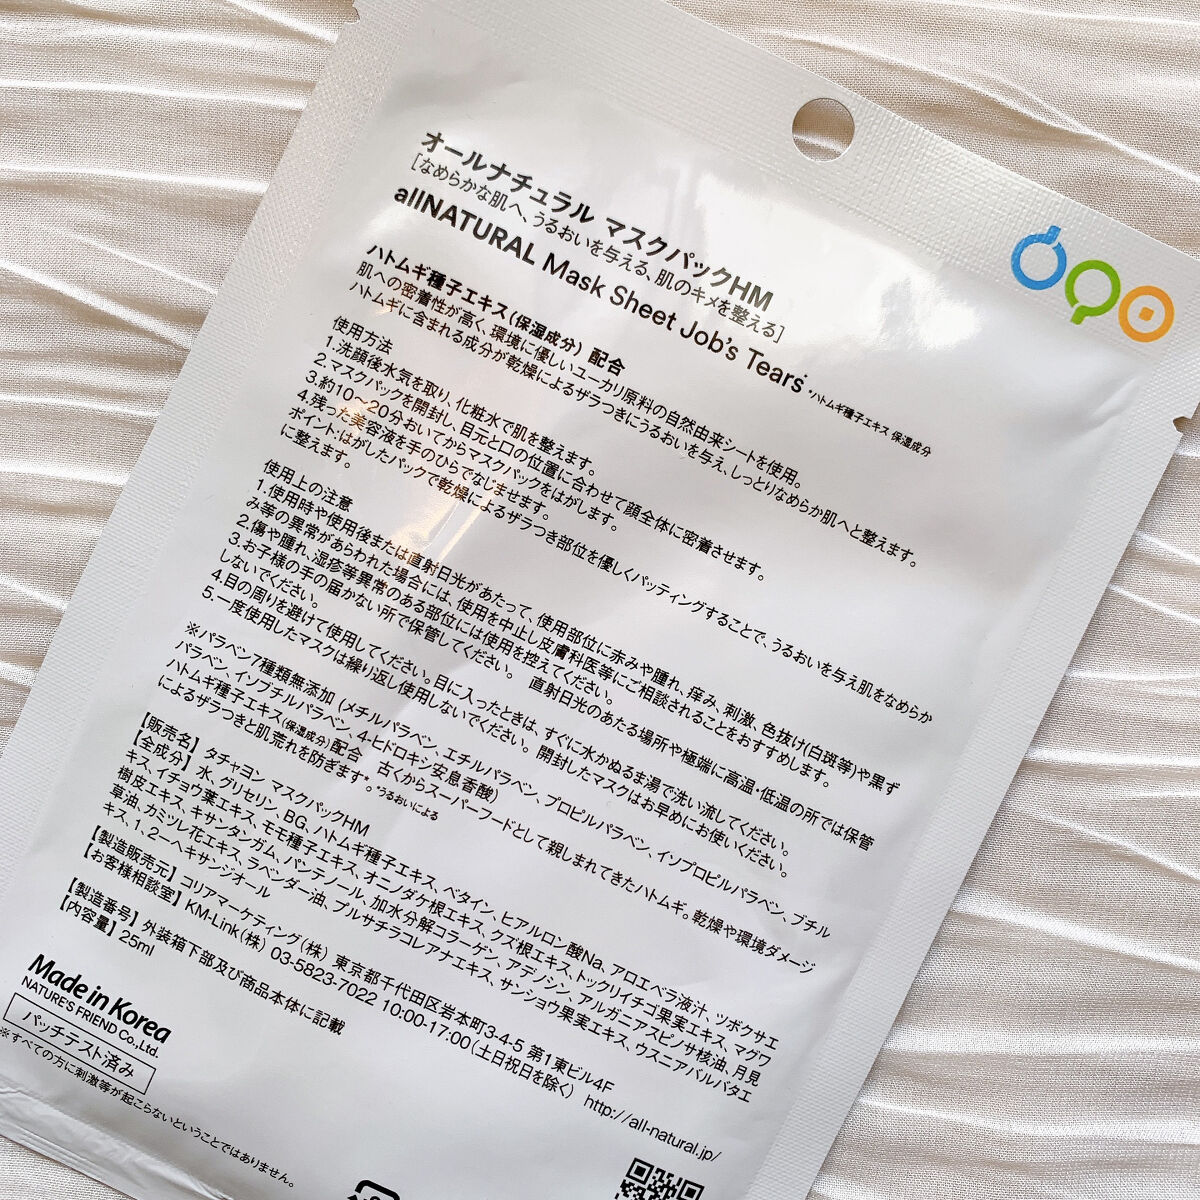 オールナチュラル マスクパックHM
[なめらかな肌へ、うるおいを与える、肌のキメを整える]
allNATURAL Mask Sheet Job's Tears*
*ハトムギ種子エキス 保湿成分
ハトムギ種子エキス(保湿成分) 配合
肌への密着性が高く、環境に優しいユーカリ原料の自然由来シートを使用。
ハトムギに含まれる成分が乾燥によるザラつきにうるおいを与え、しっとりなめらか肌へと整えます。
使用方法
1.洗顔後水気を取り、化粧水で肌を整えます。
2.マスクパックを開封し、目元と口の位置に合わせて顔全体に密着させます。
3.約10〜20分おいてからマスクパックをはがします。
4.残った美容液を手のひらでなじませます。
ポイント:はがしたパックで乾燥によるザラつき部位を優しくパッティングすることで、うるおいを与え肌をなめらか
に整えます。
使用上の注意
1.使用時や使用後または直射日光があたって、使用部位に赤みや腫れ、痒み、刺激、色抜け(白斑等)や黒ず
み等の異常があらわれた場合には、使用を中止し皮膚科医等にご相談されることをおすすめします。
2.傷や腫れ、湿疹等異常のある部位には使用を控えてください。
3.お子様の手の届かない所で保管してください。 直射日光のあたる場所や極端に高温・低温の所では保管
しないでください。
4.目の周りを避けて使用してください。目に入ったときは、すぐに水かぬるま湯で洗い流してください。
5.一度使用したマスクは繰り返し使用しないでください。開封したマスクはお早めにお使いください。
※パラベン7種類無添加 (メチルパラベン、エチルパラベン、プロピルパラベン、イソプロピルパラベン、ブチル
パラベン、イソブチルパラベン、4-ヒドロキシ安息香酸)
ハトムギ種子エキス(保湿成分)配合 古くからスーパーフードとして親しまれてきたハトムギ。乾燥や環境ダメージ
によるザラつきと肌荒れを防ぎます*。*うるおいによる
【販売名】 タチャヨン マスクパックHM
【全成分】 水、グリセリン、BG、ハトムギ種子エキス、ベタイン、ヒアルロン酸Na、アロエベラ液汁、ツボクサエ
キス、イチョウ葉エキス、モモ種子エキス、オニノダケ根エキス、クズ根エキス、トックリイチゴ果実エキス、マグワ
樹皮エキス、キサンタンガム、パンテノール、加水分解コラーゲン、アデノシン、アルガニアスピノサ核油、月見
草油、カミツレ花エキス、ラベンダー油、プルサチラコレアナエキス、サンショウ果実エキス、ウスニアバルバタエ
キス、1,2-ヘキサンジオール
【製造販売元】 コリアマーケティング(株) 東京都千代田区岩本町3-4-5 第1東ビル4F
【お客様相談室】 KM-Link(株) 03-5823-7022 10:00-17:00(土日祝日を除く) http://all-natural.jp/
【製造番号】 外装箱下部及び商品本体に記載
【内容量】 25ml
Made in Korea
NATURE'S FRIEND Co., Ltd.
パッチテスト済み
※すべての方に刺激等が起こらないということではありません。